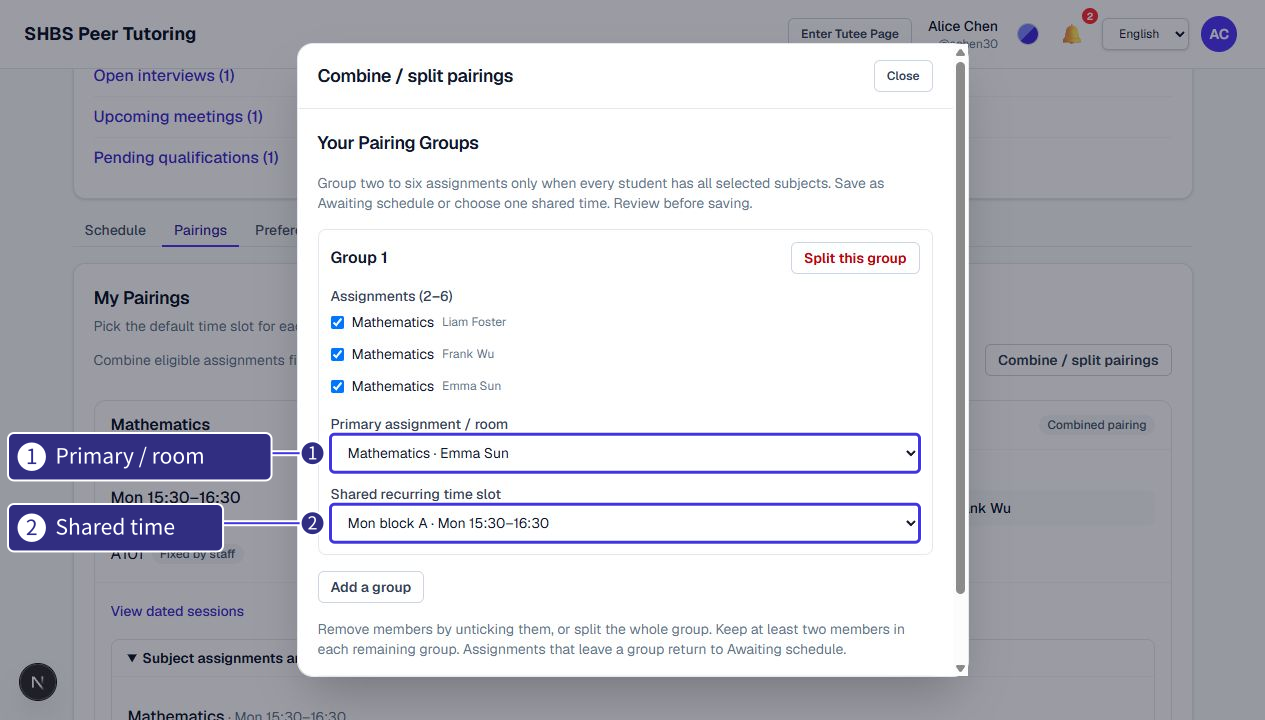 SHBS Peer Tutoring
Enter Tutee Page
Alice Chen
2
English
AC
Open interviews (1)
Upcoming meetings (1)
Pending qualifications (1)
Schedule
Pairings
My Pairings
Combine / split pairings
Mathematics
Combined pairing
Mon 15:30–16:30
A101
Fixed by staff
View dated sessions
Mathematics · Mon 15:30–16:30
N
Combine / split pairings
Close
Your Pairing Groups
Group two to six assignments only when every student has all selected subjects. Save as
Awaiting schedule or choose one shared time. Review before saving.
Group 1
Split this group
Assignments (2–6)
Mathematics Liam Foster
Mathematics Frank Wu
Mathematics Emma Sun
Primary assignment / room
1 Primary / room
1
Mathematics · Emma Sun
Shared recurring time slot
2 Shared time
2
Mon block A · Mon 15:30–16:30
Add a group
Remove members by unticking them, or split the whole group. Keep at least two members in
each remaining group. Assignments that leave a group return to Awaiting schedule.